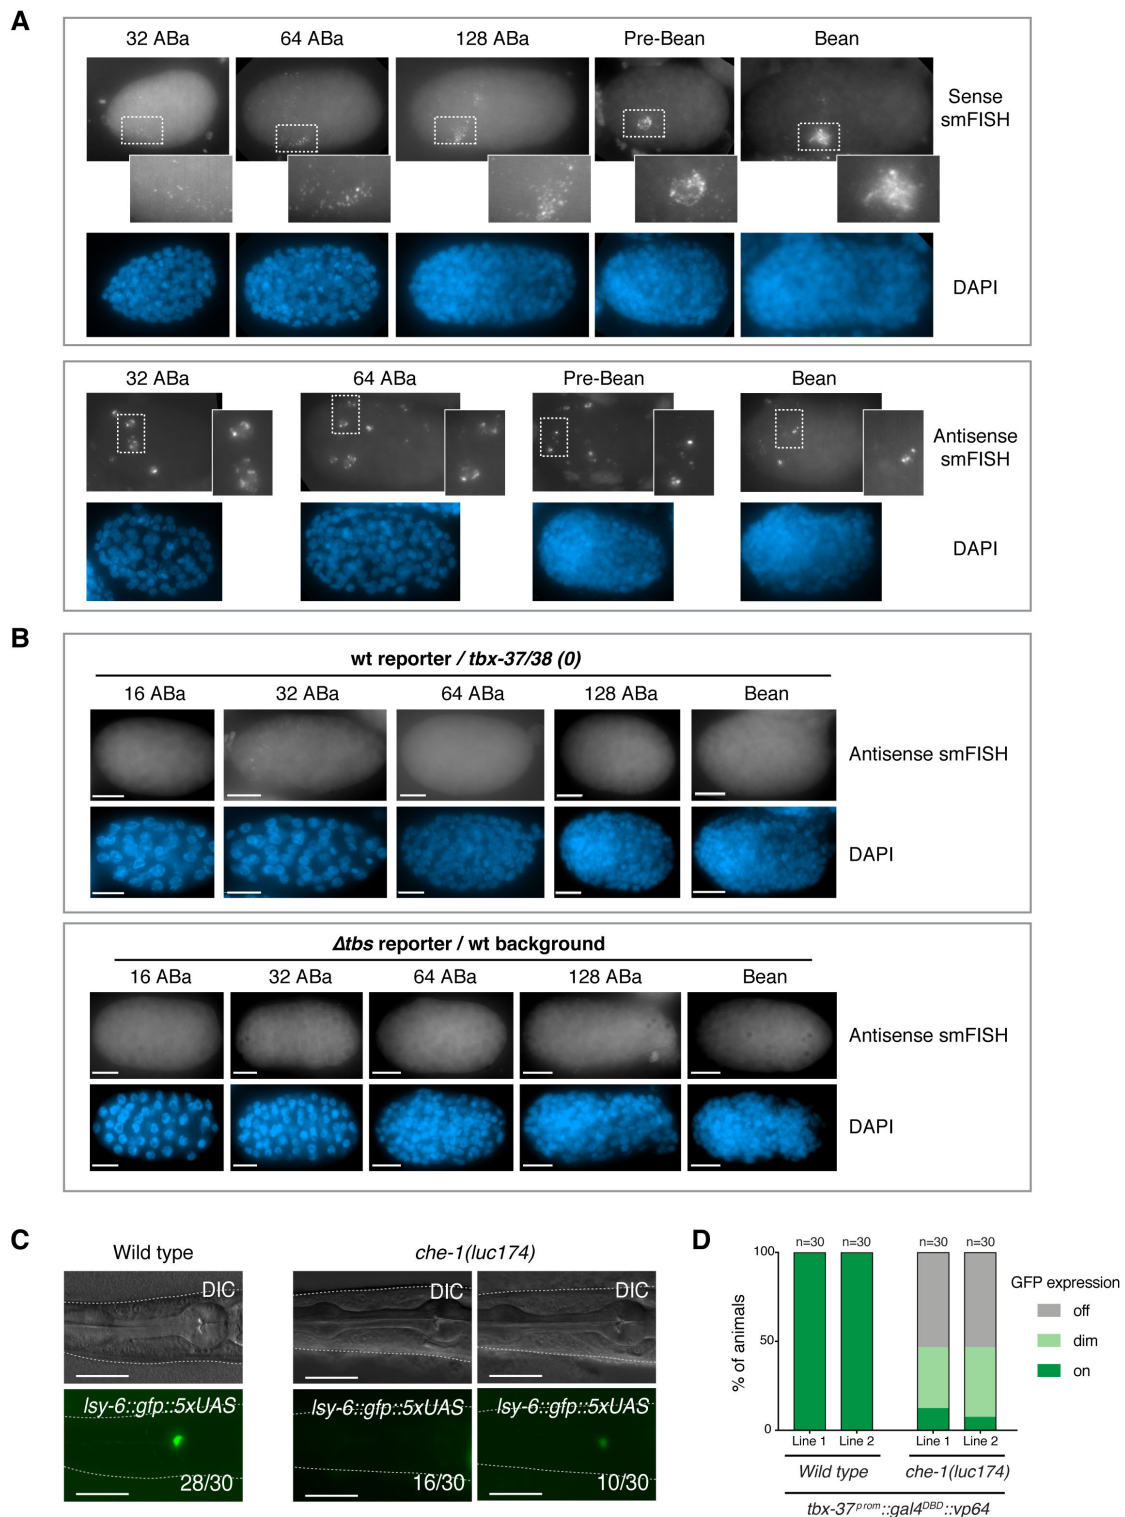 A
32 ABa 64 ABa 128 ABa Pre-Bean Bean
Sense
smFISH
DAPI
32 ABa 64 ABa Pre-Bean Bean
Antisense
smFISH
DAPI
B
wt reporter / tbx-37/38 (0)
16 ABa 32 ABa 64 ABa 128 ABa Bean
Antisense smFISH
DAPI
Δtbs reporter / wt background
16 ABa 32 ABa 64 ABa 128 ABa Bean
Antisense smFISH
DAPI
C
Wild type che-1(luc174)
DIC DIC DIC
lsy-6::gfp::5xUAS lsy-6::gfp::5xUAS lsy-6::gfp::5xUAS
28/30 16/30 10/30
D
n=30 n=30 n=30 n=30
100
50
0
% of animals
GFP expression
off
dim
on
Line 1 Line 2 Line 1 Line 2
Wild type che-1(luc174)
tbx-37prom::gal4DBD::vp64